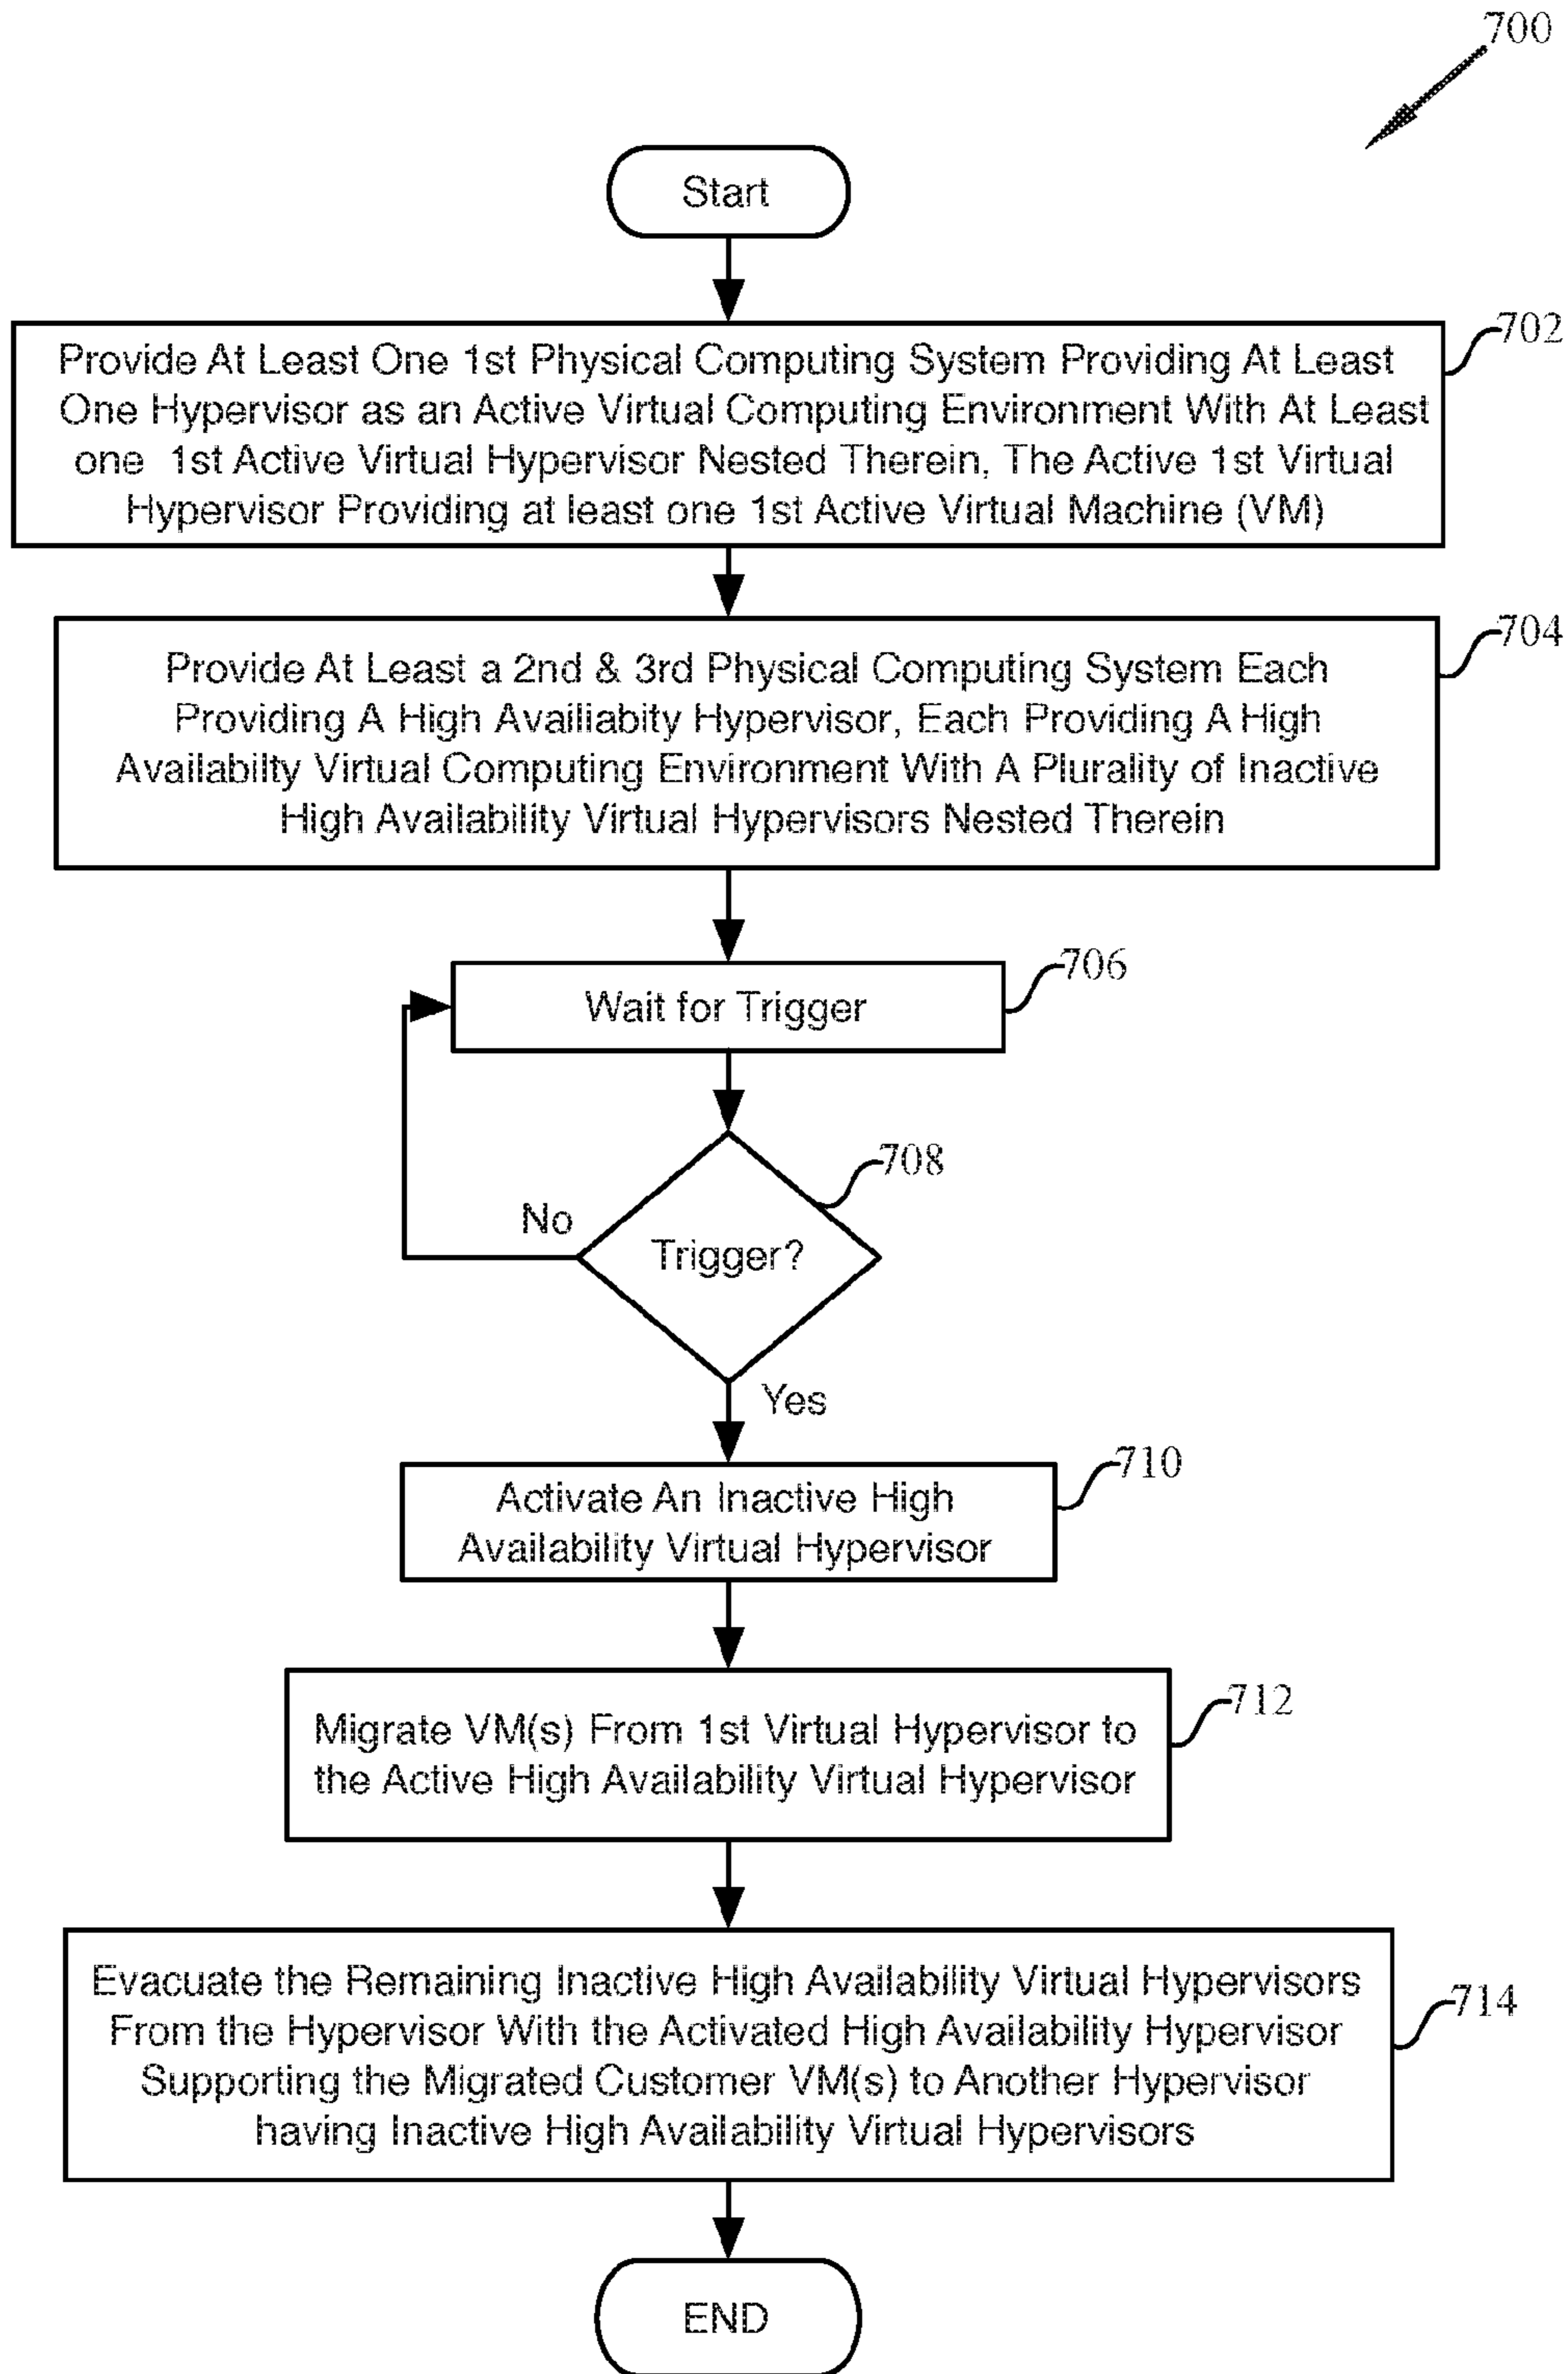 700
Start
702
Provide At Least One 1st Physical Computing System Providing At Least
One Hypervisor as an Active Virtual Computing Environment With At Least
one 1st Active Virtual Hypervisor Nested Therein, The Active 1st Virtual
Hypervisor Providing at least one 1st Active Virtual Machine (VM)
704
Provide At Least a 2nd & 3rd Physical Computing System Each
Providing A High Availiabity Hypervisor, Each Providing A High
Availabilty Virtual Computing Environment With A Plurality of Inactive
High Availability Virtual Hypervisors Nested Therein
706
Wait for Trigger
708
No
Trigger?
Yes
710
Activate An Inactive High
Availability Virtual Hypervisor
712
Migrate VM(s) From 1st Virtual Hypervisor to
the Active High Availability Virtual Hypervisor
714
Evacuate the Remaining Inactive High Availability Virtual Hypervisors
From the Hypervisor With the Activated High Availability Hypervisor
Supporting the Migrated Customer VM(s) to Another Hypervisor
having Inactive High Availability Virtual Hypervisors
END